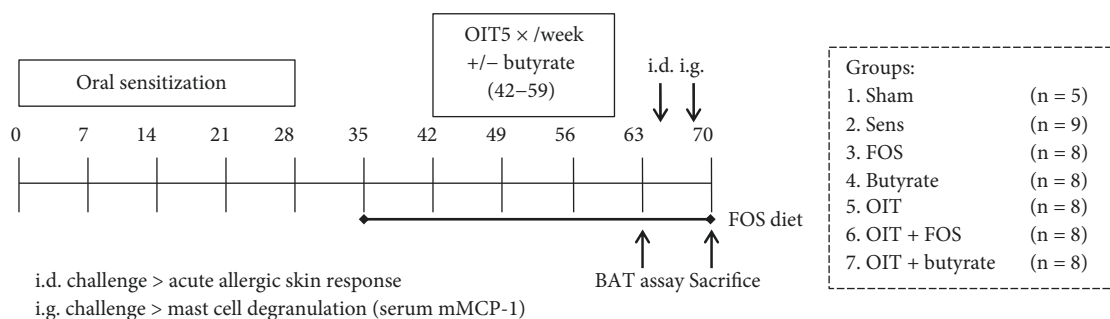 OIT5 × /week
+/− butyrate
(42–59)
Oral sensitization
i.d. i.g.
0 7 14 21 28 35 42 49 56 63 70
FOS diet
BAT assay Sacrifice
i.d. challenge > acute allergic skin response
i.g. challenge > mast cell degranulation (serum mMCP-1)
Groups:
1. Sham (n = 5)
2. Sens (n = 9)
3. FOS (n = 8)
4. Butyrate (n = 8)
5. OIT (n = 8)
6. OIT + FOS (n = 8)
7. OIT + butyrate (n = 8)